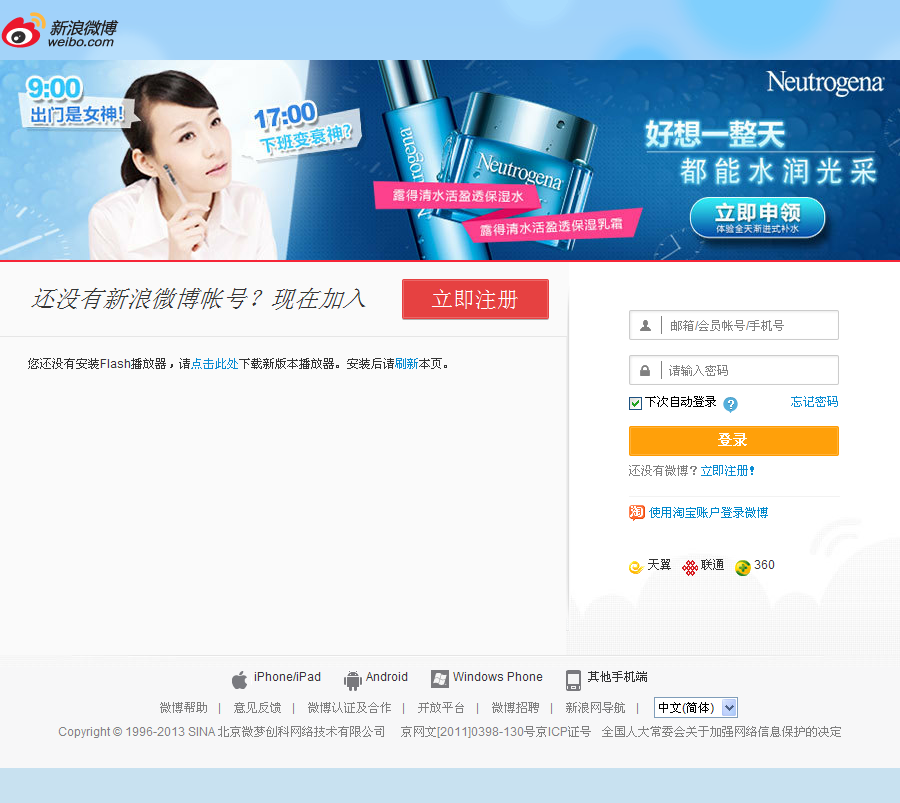 新浪微博
weibo.com
9:00
出门是女神!
17:00
下班变衰神?
Neutrogena
Neutrogena
Neutrogena
露得清水活盈透保湿水
露得清水活盈透保湿乳霜
好想一整天
都能水润光采
立即申领
体验全天渐进式补水
还没有新浪微博帐号？现在加入
立即注册
您还没有安装Flash播放器，请点击此处下载新版本播放器。安装后请刷新本页。
邮箱/会员帐号/手机号
请输入密码
下次自动登录 ?
忘记密码
登录
还没有微博？立即注册!
淘 使用淘宝账户登录微博
天翼 联通 360
iPhone/iPad Android Windows Phone 其他手机端
微博帮助 | 意见反馈 | 微博认证及合作 | 开放平台 | 微博招聘 | 新浪网导航 | 中文(简体)
Copyright © 1996-2013 SINA 北京微梦创科网络技术有限公司 京网文[2011]0398-130号京ICP证号 全国人大常委会关于加强网络信息保护的决定